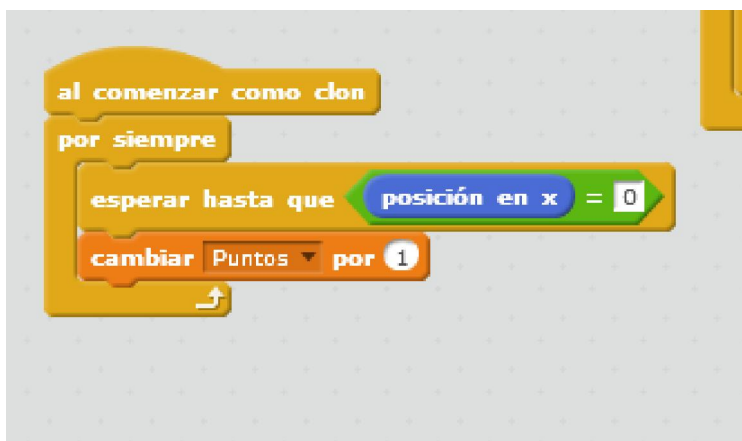 al comenzar como clon
por siempre
esperar hasta que posición en x = 0
cambiar Puntos por 1